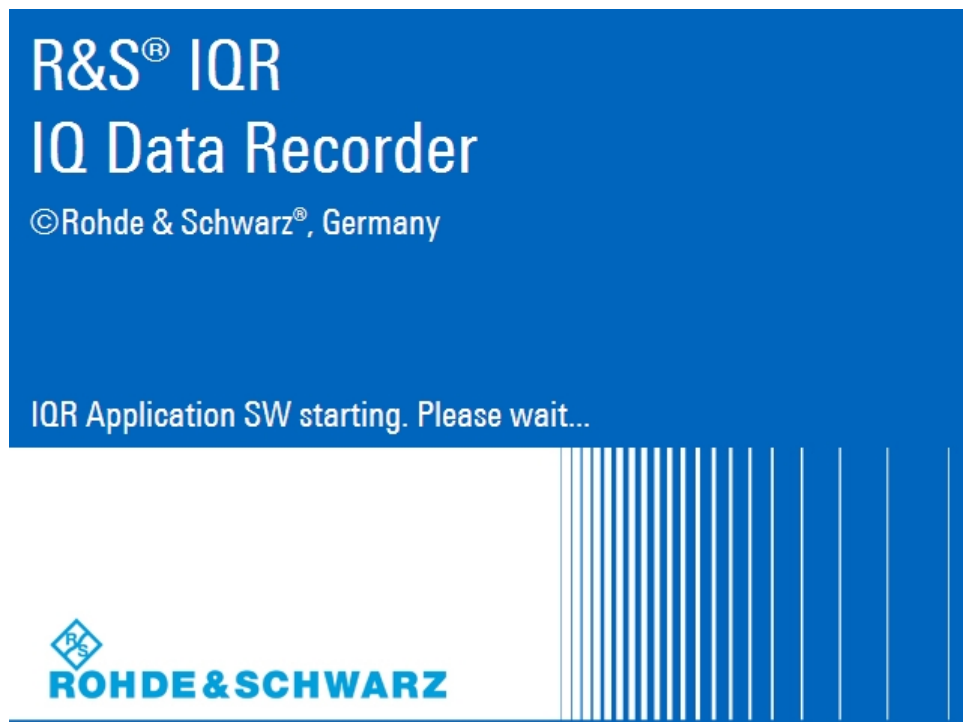 R&S® IQR
IQ Data Recorder
©Rohde & Schwarz®, Germany
IQR Application SW starting. Please wait...
R
S
ROHDE&SCHWARZ